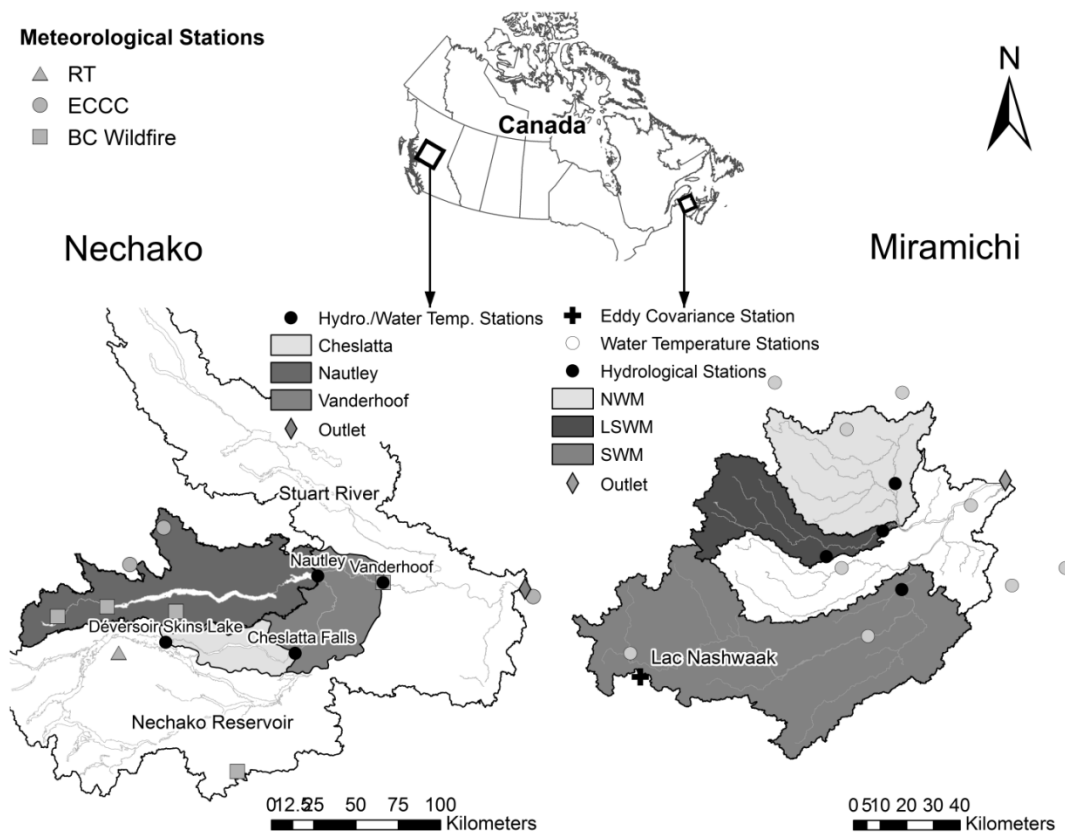 Meteorological Stations
RT
ECCC
BC Wildfire
Canada
N
Nechako
Miramichi
Hydro./Water Temp. Stations
Cheslatta
Nautley
Vanderhoof
Outlet
Eddy Covariance Station
Water Temperature Stations
Hydrological Stations
NWM
LSWM
SWM
Outlet
Stuart River
Nautley
Vanderhoof
Déversoir Skins Lake
Cheslatta Falls
Nechako Reservoir
Lac Nashwaak
0 12.5 25 50 75 100
Kilometers
0 5 10 20 30 40
Kilometers